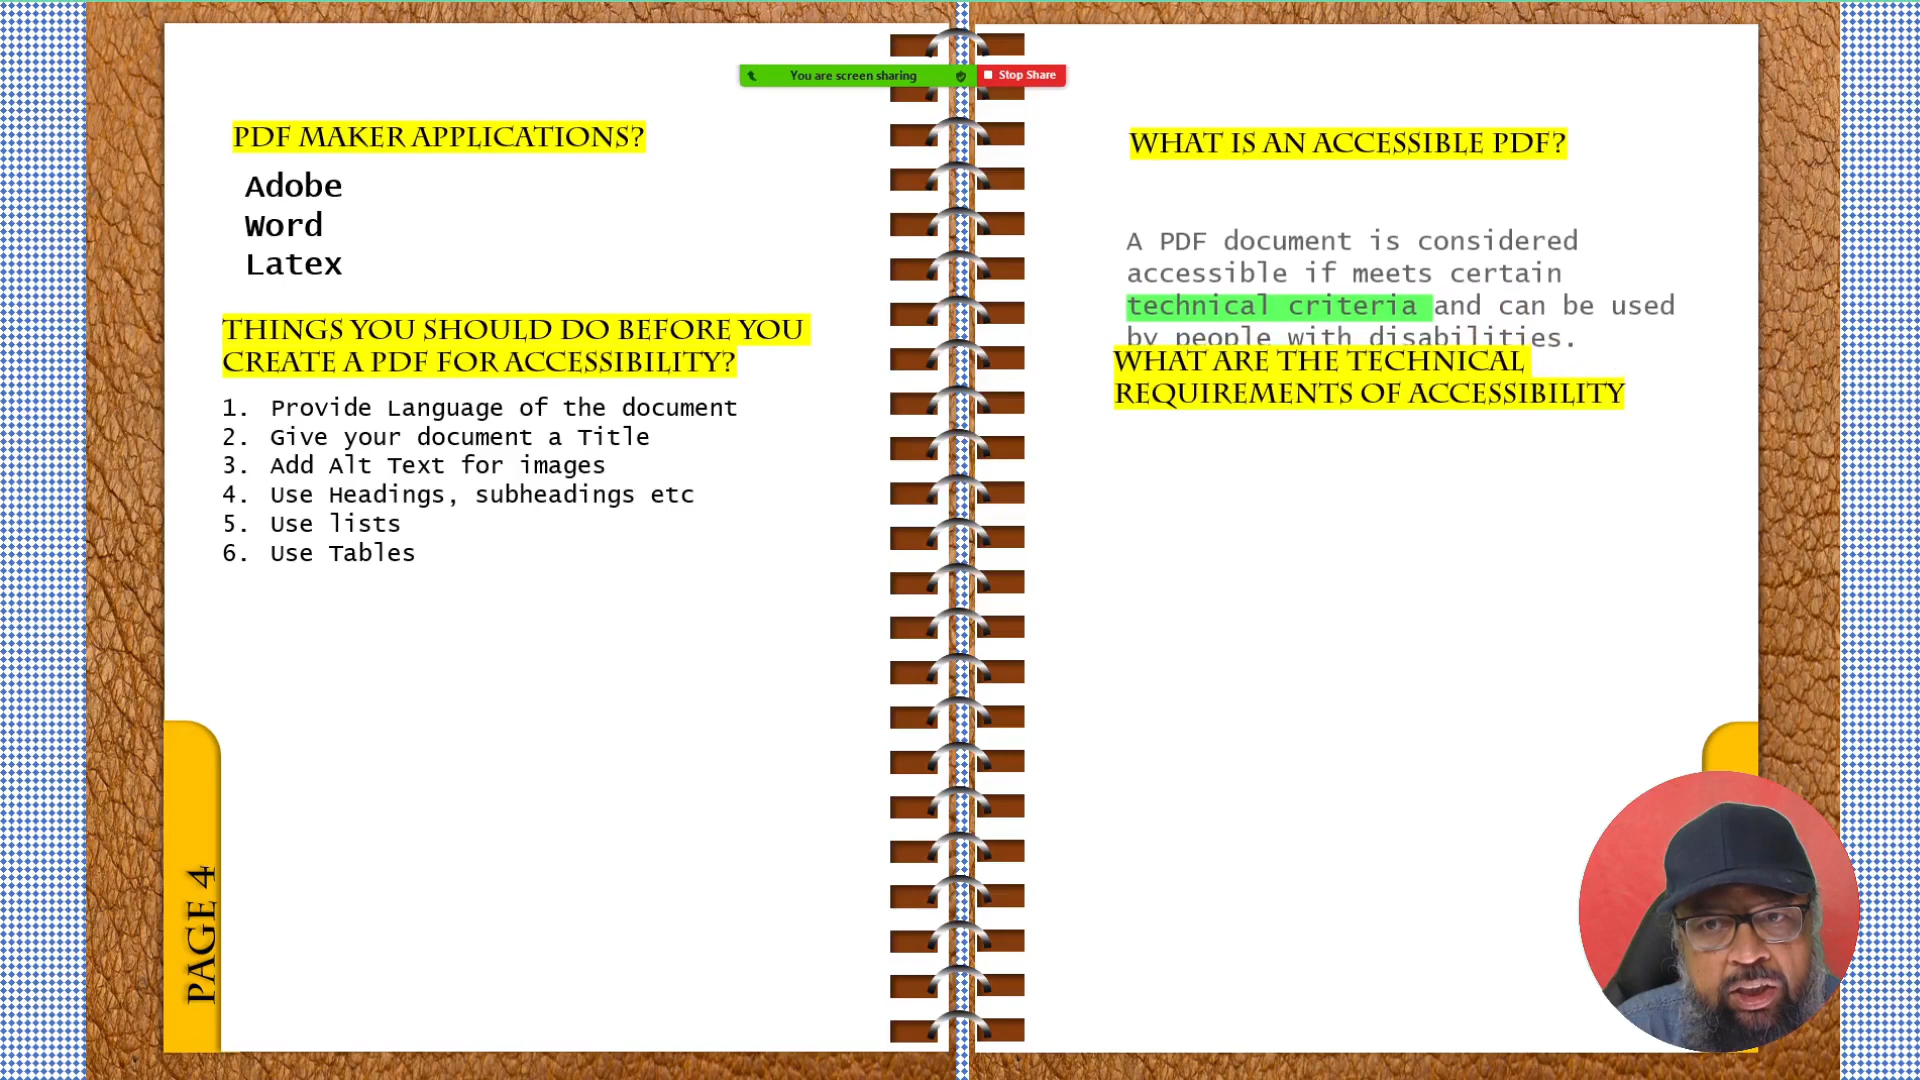 You are screen sharing
Stop Share
PDF MAKER APPLICATIONS?
Adobe
Word
Latex
THINGS YOU SHOULD DO BEFORE YOU
CREATE A PDF FOR ACCESSIBILITY?
1. Provide Language of the document
2. Give your document a Title
3. Add Alt Text for images
4. Use Headings, subheadings etc
5. Use lists
6. Use Tables
PAGE 4
WHAT IS AN ACCESSIBLE PDF?
A PDF document is considered
accessible if meets certain
technical criteria and can be used
by people with disabilities.
WHAT ARE THE TECHNICAL
REQUIREMENTS OF ACCESSIBILITY